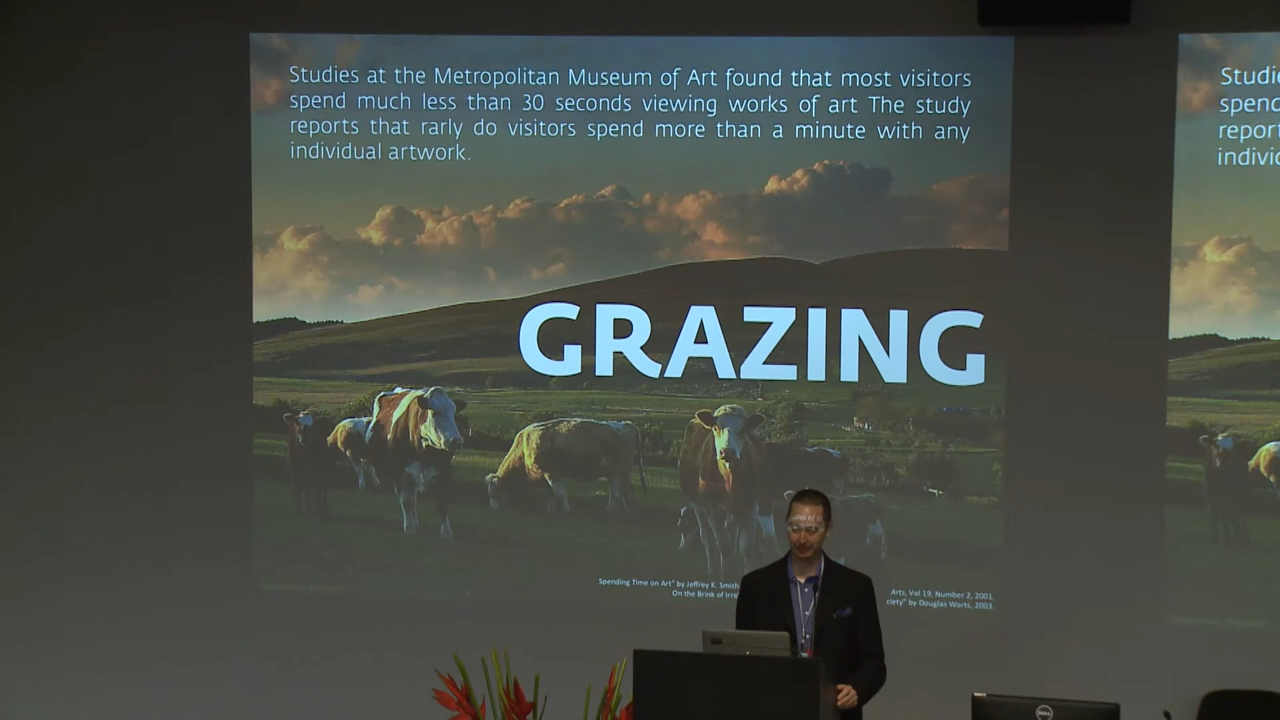 Studies at the Metropolitan Museum of Art found that most visitors
spend much less than 30 seconds viewing works of art The study
reports that rarly do visitors spend more than a minute with any
individual artwork.
GRAZING
Spending Time on Art" by Jeffrey K. Smith
Arts, Vol 19, Number 2, 2001.
On the Brink of Irre
ciety" by Douglas Worts, 2003.
Studie
spend
report
individ
DELL